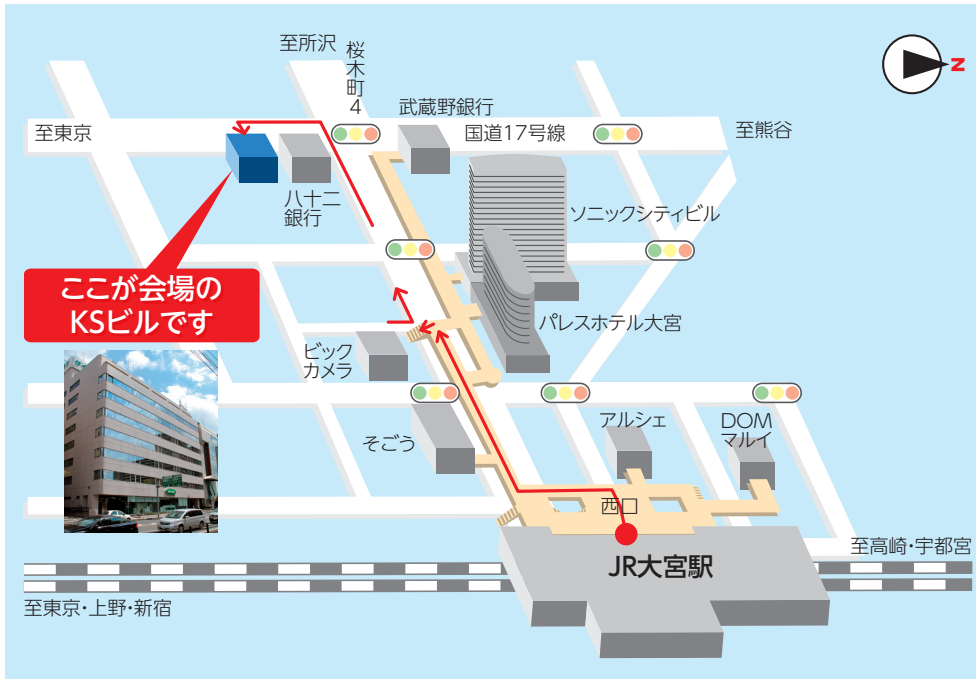 至所沢
桜木町4
武蔵野銀行
国道17号線
至東京
至熊谷
八十二
銀行
ソニックシティビル
ここが会場の
KSビルです
パレスホテル大宮
ビック
カメラ
アルシェ
DOM
マルイ
そごう
西口
JR大宮駅
至高崎・宇都宮
至東京・上野・新宿
N